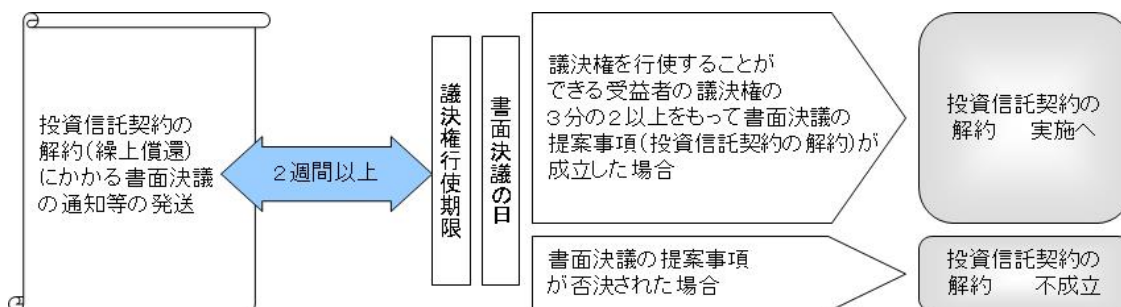 投資信託契約の
解約(繰上償還)
にかかる書面決議
の通知等の発送
２週間以上
議決権行使期限
書面決議の日
議決権を行使することが
できる受益者の議決権の
３分の２以上をもって書面決議の
提案事項(投資信託契約の解約)が
成立した場合
投資信託契約の
解約　実施へ
書面決議の提案事項
が否決された場合
投資信託契約の
解約　不成立